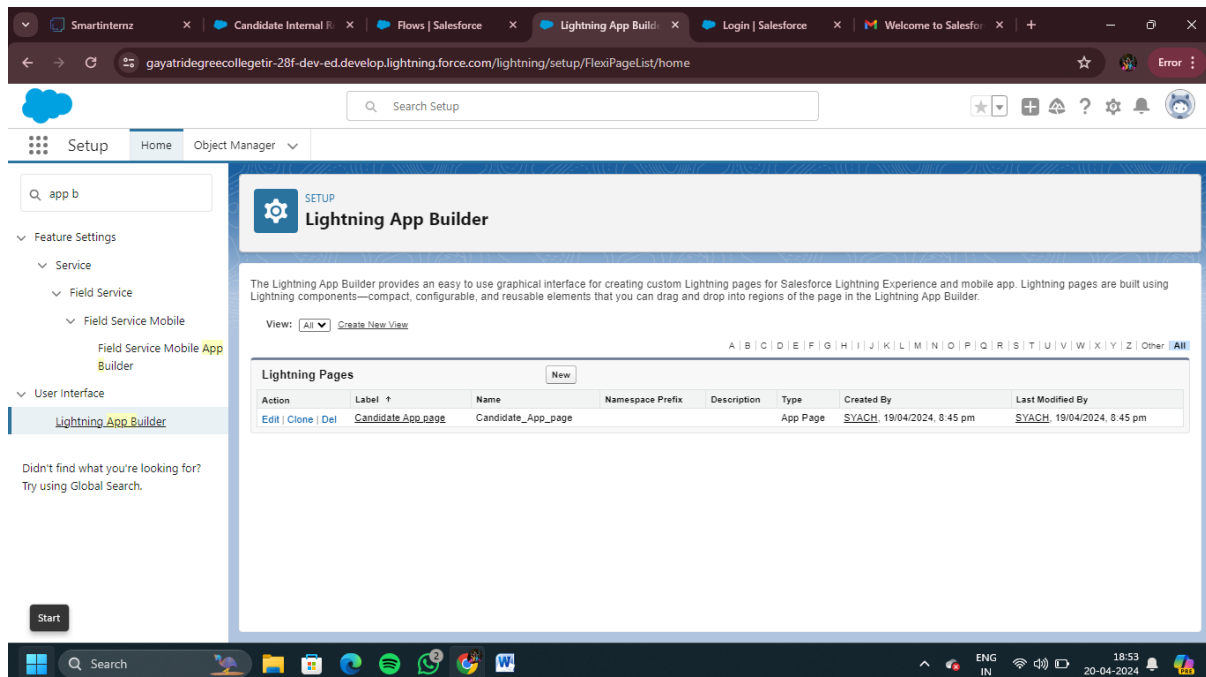 Smartinternz
Candidate Internal R
Flows | Salesforce
Lightning App Builde
Login | Salesforce
Welcome to Salesfor
gayatridegreecollegetir-28f-dev-ed.develop.lightning.force.com/lightning/setup/FlexiPageList/home
Error
Search Setup
Setup
Home
Object Manager
app b
Feature Settings
Service
Field Service
Field Service Mobile
Field Service Mobile App
Builder
User Interface
Lightning App Builder
Didn't find what you're looking for?
Try using Global Search.
SETUP
Lightning App Builder
The Lightning App Builder provides an easy to use graphical interface for creating custom Lightning pages for Salesforce Lightning Experience and mobile app. Lightning pages are built using
Lightning components—compact, configurable, and reusable elements that you can drag and drop into regions of the page in the Lightning App Builder.
View: All Create New View
A | B | C | D | E | F | G | H | I | J | K | L | M | N | O | P | Q | R | S | T | U | V | W | X | Y | Z | Other All
Lightning Pages New
Action Label ↑ Name Namespace Prefix Description Type Created By Last Modified By
Edit | Clone | Del Candidate App page Candidate_App_page App Page SYACH, 19/04/2024, 8:45 pm SYACH, 19/04/2024, 8:45 pm
Start
Search
2
ENG
IN
18:53
20-04-2024
PRE